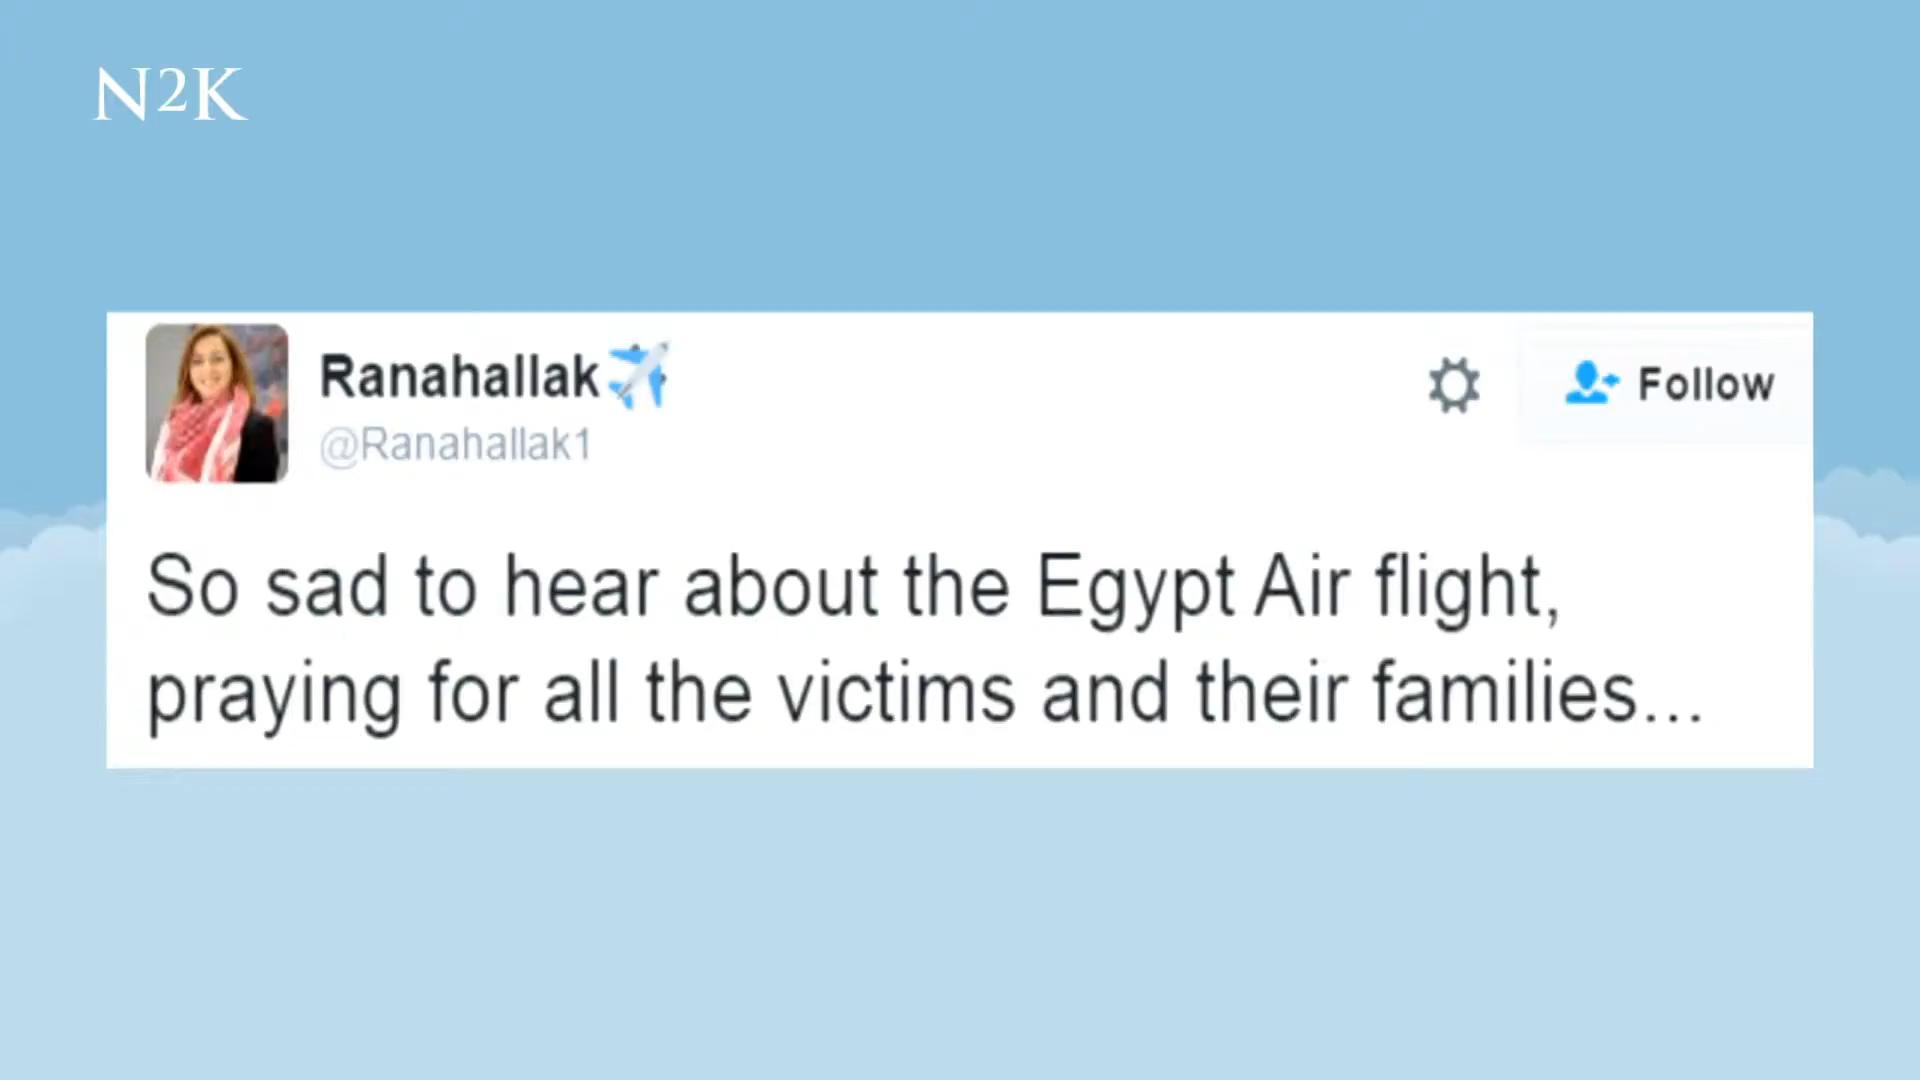 N2K
Ranahallak✈️
@Ranahallak1
Follow
So sad to hear about the Egypt Air flight,
praying for all the victims and their families...